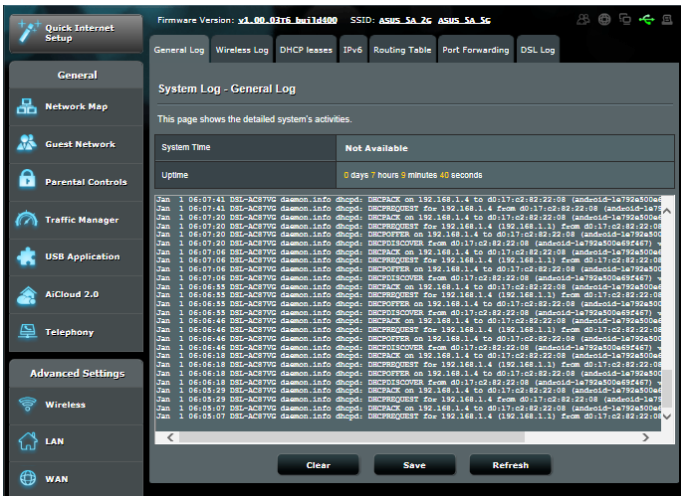 Quick Internet
Setup
General
Network Map
Guest Network
Parental Controls
Traffic Manager
USB Application
AiCloud 2.0
Telephony
Advanced Settings
Wireless
LAN
WAN
Firmware Version: v1.00.03T6_build400 SSID: ASUS_5A_2G ASUS_5A_5G
General Log Wireless Log DHCP leases IPv6 Routing Table Port Forwarding DSL Log
System Log - General Log
This page shows the detailed system's activities.
System Time Not Available
Uptime 0 days 7 hours 9 minutes 40 seconds
Jan 1 06:07:41 DSL-AC87VG daemon.info dhcpd: DHCPACK on 192.168.1.4 to d0:17:c2:82:22:08
Jan 1 06:07:41 DSL-AC87VG daemon.info dhcpd: DHCPREQUEST for 192.168.1.4 from d0:17:c2:82:22:08
Jan 1 06:07:20 DSL-AC87VG daemon.info dhcpd: DHCPACK on 192.168.1.4 to d0:17:c2:82:22:08
Jan 1 06:07:20 DSL-AC87VG daemon.info dhcpd: DHCPREQUEST for 192.168.1.4 (192.168.1.1) from d0:17:c2:82:22:08
Jan 1 06:07:20 DSL-AC87VG daemon.info dhcpd: DHCPOFFER on 192.168.1.4 to d0:17:c2:82:22:08
Jan 1 06:07:20 DSL-AC87VG daemon.info dhcpd: DHCPDISCOVER from d0:17:c2:82:22:08
Jan 1 06:07:06 DSL-AC87VG daemon.info dhcpd: DHCPACK on 192.168.1.4 to d0:17:c2:82:22:08
Jan 1 06:07:06 DSL-AC87VG daemon.info dhcpd: DHCPREQUEST for 192.168.1.4 (192.168.1.1) from d0:17:c2:82:22:08
Jan 1 06:07:06 DSL-AC87VG daemon.info dhcpd: DHCPOFFER on 192.168.1.4 to d0:17:c2:82:22:08
Jan 1 06:07:06 DSL-AC87VG daemon.info dhcpd: DHCPDISCOVER from d0:17:c2:82:22:08
Jan 1 06:06:55 DSL-AC87VG daemon.info dhcpd: DHCPACK on 192.168.1.4 to d0:17:c2:82:22:08
Jan 1 06:06:55 DSL-AC87VG daemon.info dhcpd: DHCPREQUEST for 192.168.1.4 (192.168.1.1) from d0:17:c2:82:22:08
Jan 1 06:06:55 DSL-AC87VG daemon.info dhcpd: DHCPOFFER on 192.168.1.4 to d0:17:c2:82:22:08
Jan 1 06:06:55 DSL-AC87VG daemon.info dhcpd: DHCPDISCOVER from d0:17:c2:82:22:08
Jan 1 06:06:46 DSL-AC87VG daemon.info dhcpd: DHCPACK on 192.168.1.4 to d0:17:c2:82:22:08
Jan 1 06:06:46 DSL-AC87VG daemon.info dhcpd: DHCPREQUEST for 192.168.1.4 (192.168.1.1) from d0:17:c2:82:22:08
Jan 1 06:06:46 DSL-AC87VG daemon.info dhcpd: DHCPOFFER on 192.168.1.4 to d0:17:c2:82:22:08
Jan 1 06:06:46 DSL-AC87VG daemon.info dhcpd: DHCPDISCOVER from d0:17:c2:82:22:08
Jan 1 06:06:18 DSL-AC87VG daemon.info dhcpd: DHCPACK on 192.168.1.4 to d0:17:c2:82:22:08
Jan 1 06:06:18 DSL-AC87VG daemon.info dhcpd: DHCPREQUEST for 192.168.1.4 (192.168.1.1) from d0:17:c2:82:22:08
Jan 1 06:06:18 DSL-AC87VG daemon.info dhcpd: DHCPOFFER on 192.168.1.4 to d0:17:c2:82:22:08
Jan 1 06:06:18 DSL-AC87VG daemon.info dhcpd: DHCPDISCOVER from d0:17:c2:82:22:08
Jan 1 06:05:29 DSL-AC87VG daemon.info dhcpd: DHCPACK on 192.168.1.4 to d0:17:c2:82:22:08
Jan 1 06:05:29 DSL-AC87VG daemon.info dhcpd: DHCPREQUEST for 192.168.1.4 from d0:17:c2:82:22:08
Jan 1 06:05:07 DSL-AC87VG daemon.info dhcpd: DHCPACK on 192.168.1.4 to d0:17:c2:82:22:08
Jan 1 06:05:07 DSL-AC87VG daemon.info dhcpd: DHCPREQUEST for 192.168.1.4 (192.168.1.1) from d0:17:c2:82:22:08
Clear Save Refresh